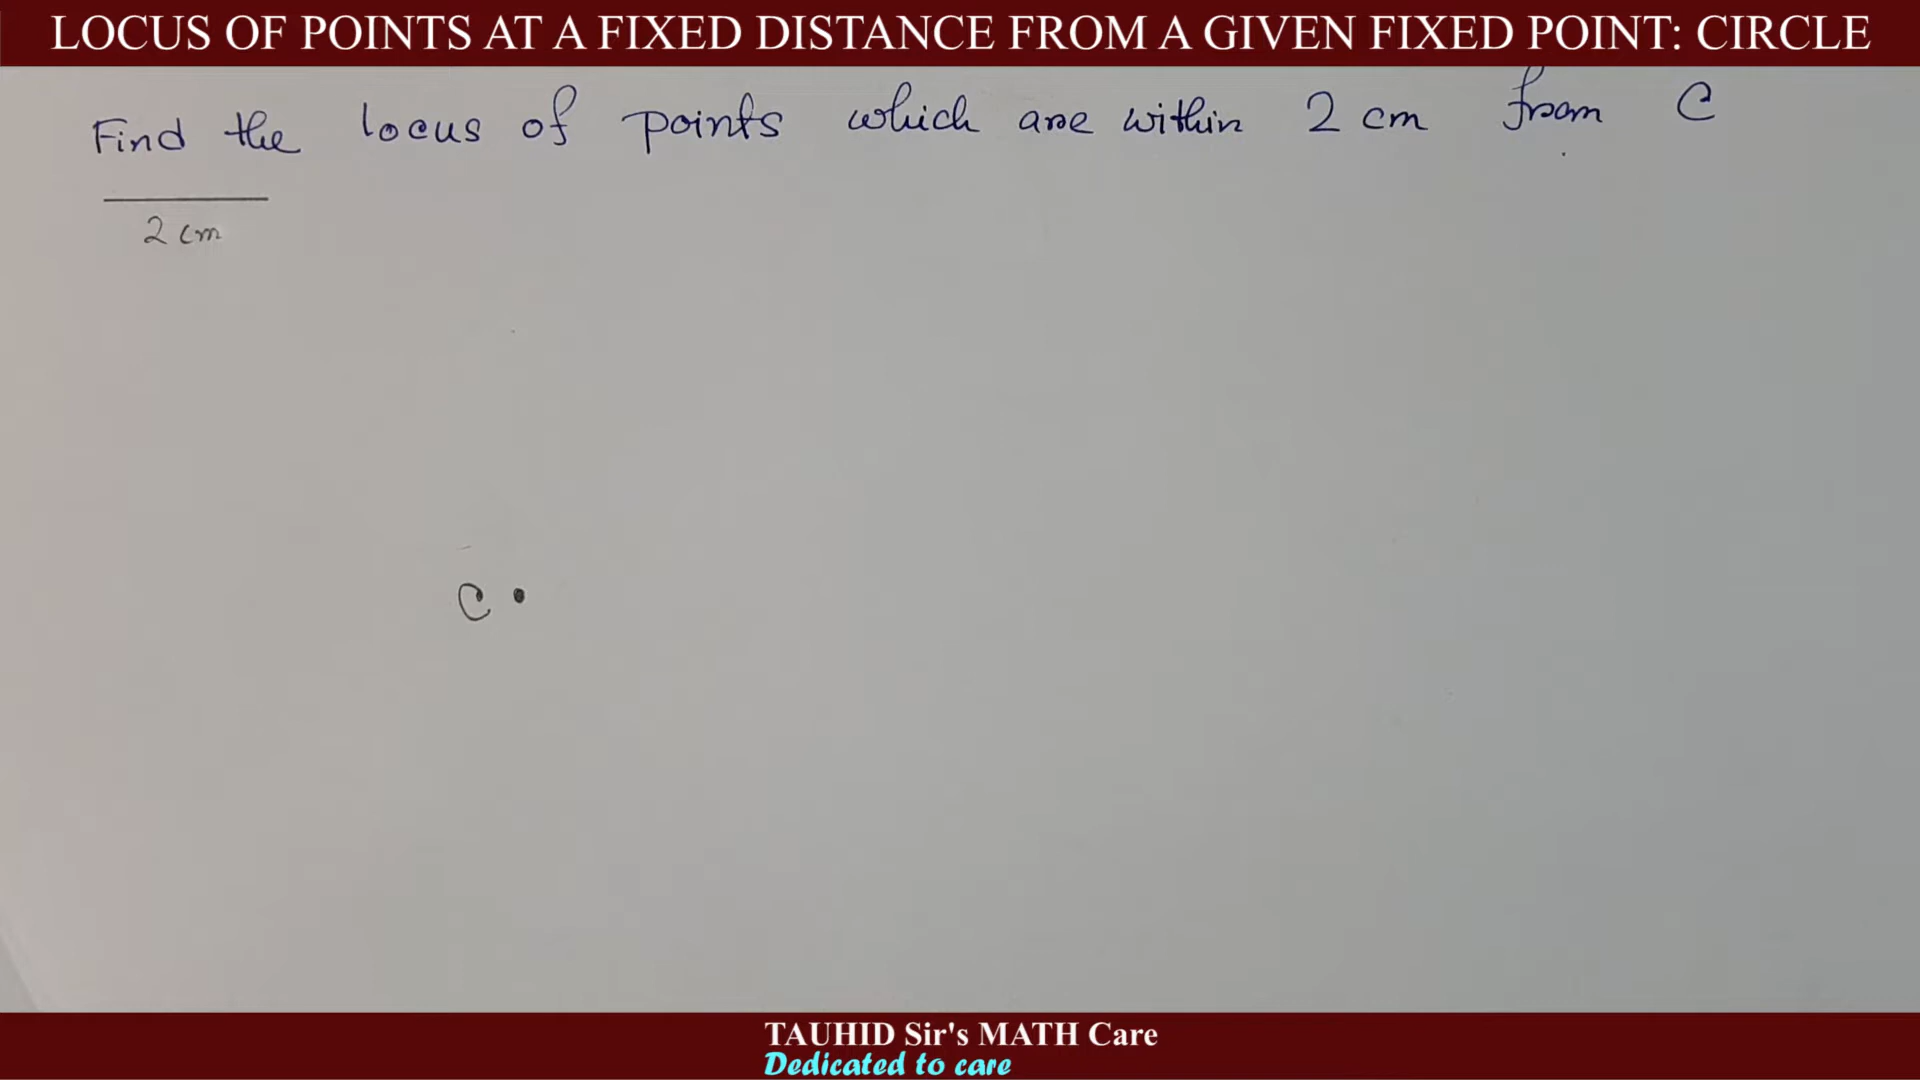 LOCUS OF POINTS AT A FIXED DISTANCE FROM A GIVEN FIXED POINT: CIRCLE
Find the locus of points which are within 2 cm from C
2 cm
C
TAUHID Sir's MATH Care
Dedicated to care